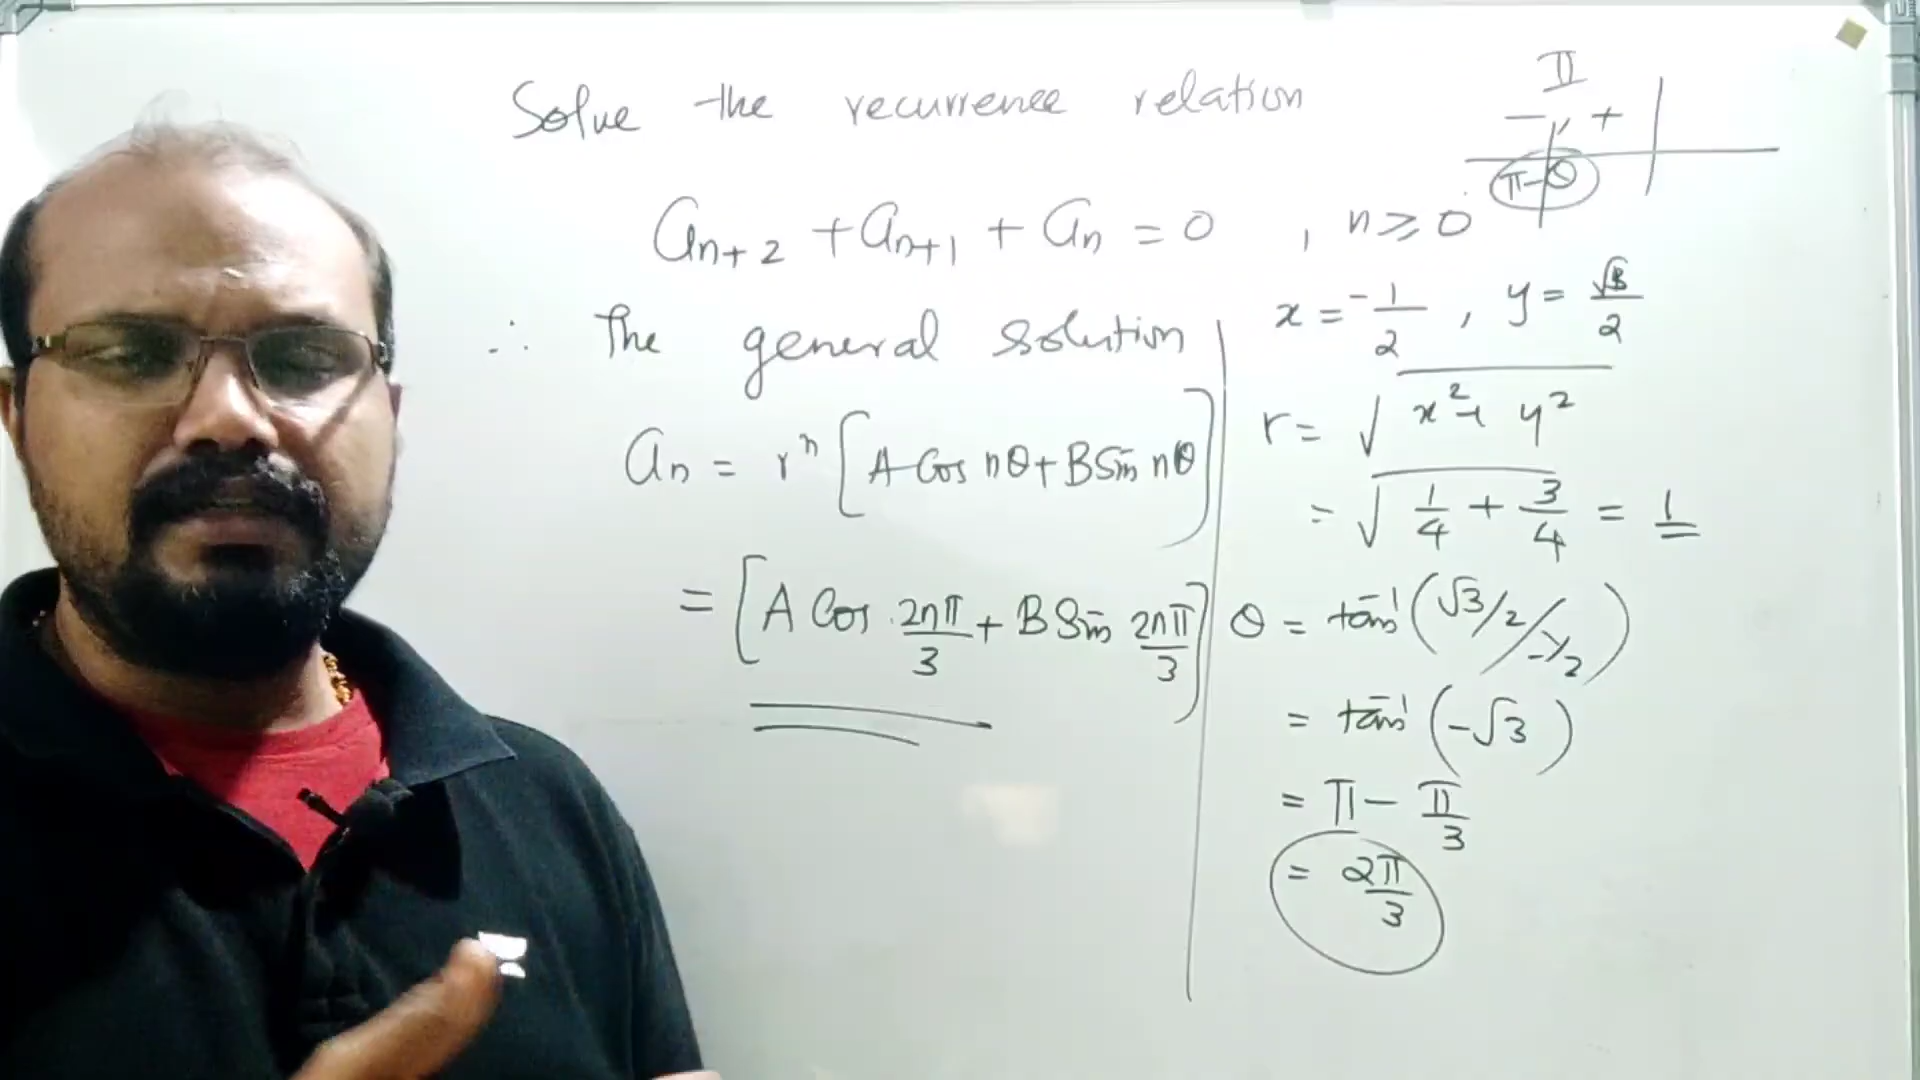 Solve the recurrence relation
a_{n+2} + a_{n+1} + a_n = 0 , n ≥ 0
∴ The general solution
a_n = r^n [A Cos nθ + B Sin nθ]
= [A Cos 2nπ/3 + B Sin 2nπ/3]
II
- , +
π-θ
x = -1/2 , y = √3/2
r = √(x² + y²)
= √(1/4 + 3/4) = 1
θ = tan⁻¹(√3/2 / -1/2)
= tan⁻¹(-√3)
= π - π/3
= 2π/3